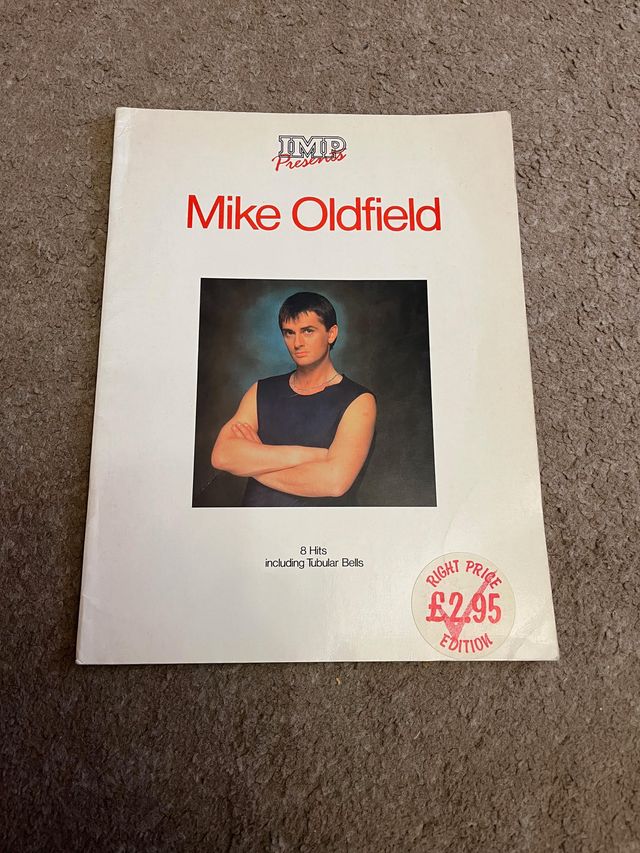 IMP
Presents
Mike Oldfield
8 Hits
including Tubular Bells
RIGHT PRICE
£2.95
EDITION